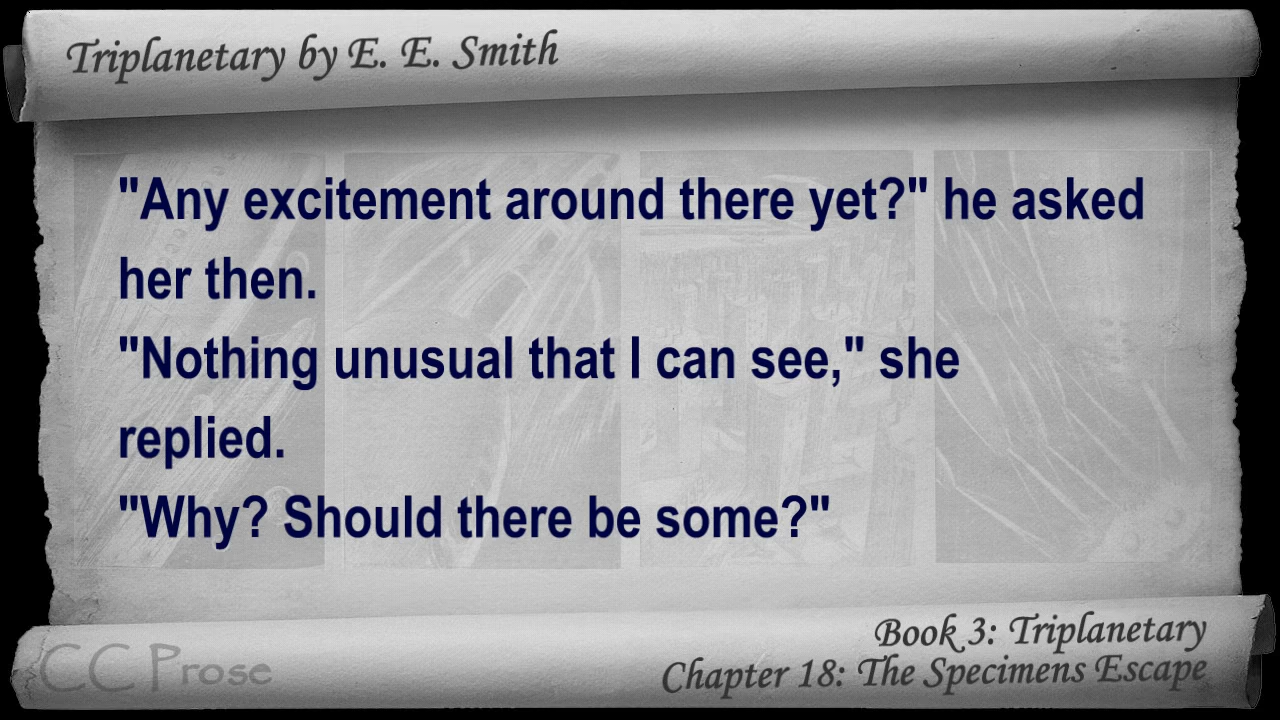 Triplanetary by E. E. Smith
"Any excitement around there yet?" he asked
her then.
"Nothing unusual that I can see," she
replied.
"Why? Should there be some?"
Book 3: Triplanetary
Chapter 18: The Specimens Escape
CC Prose